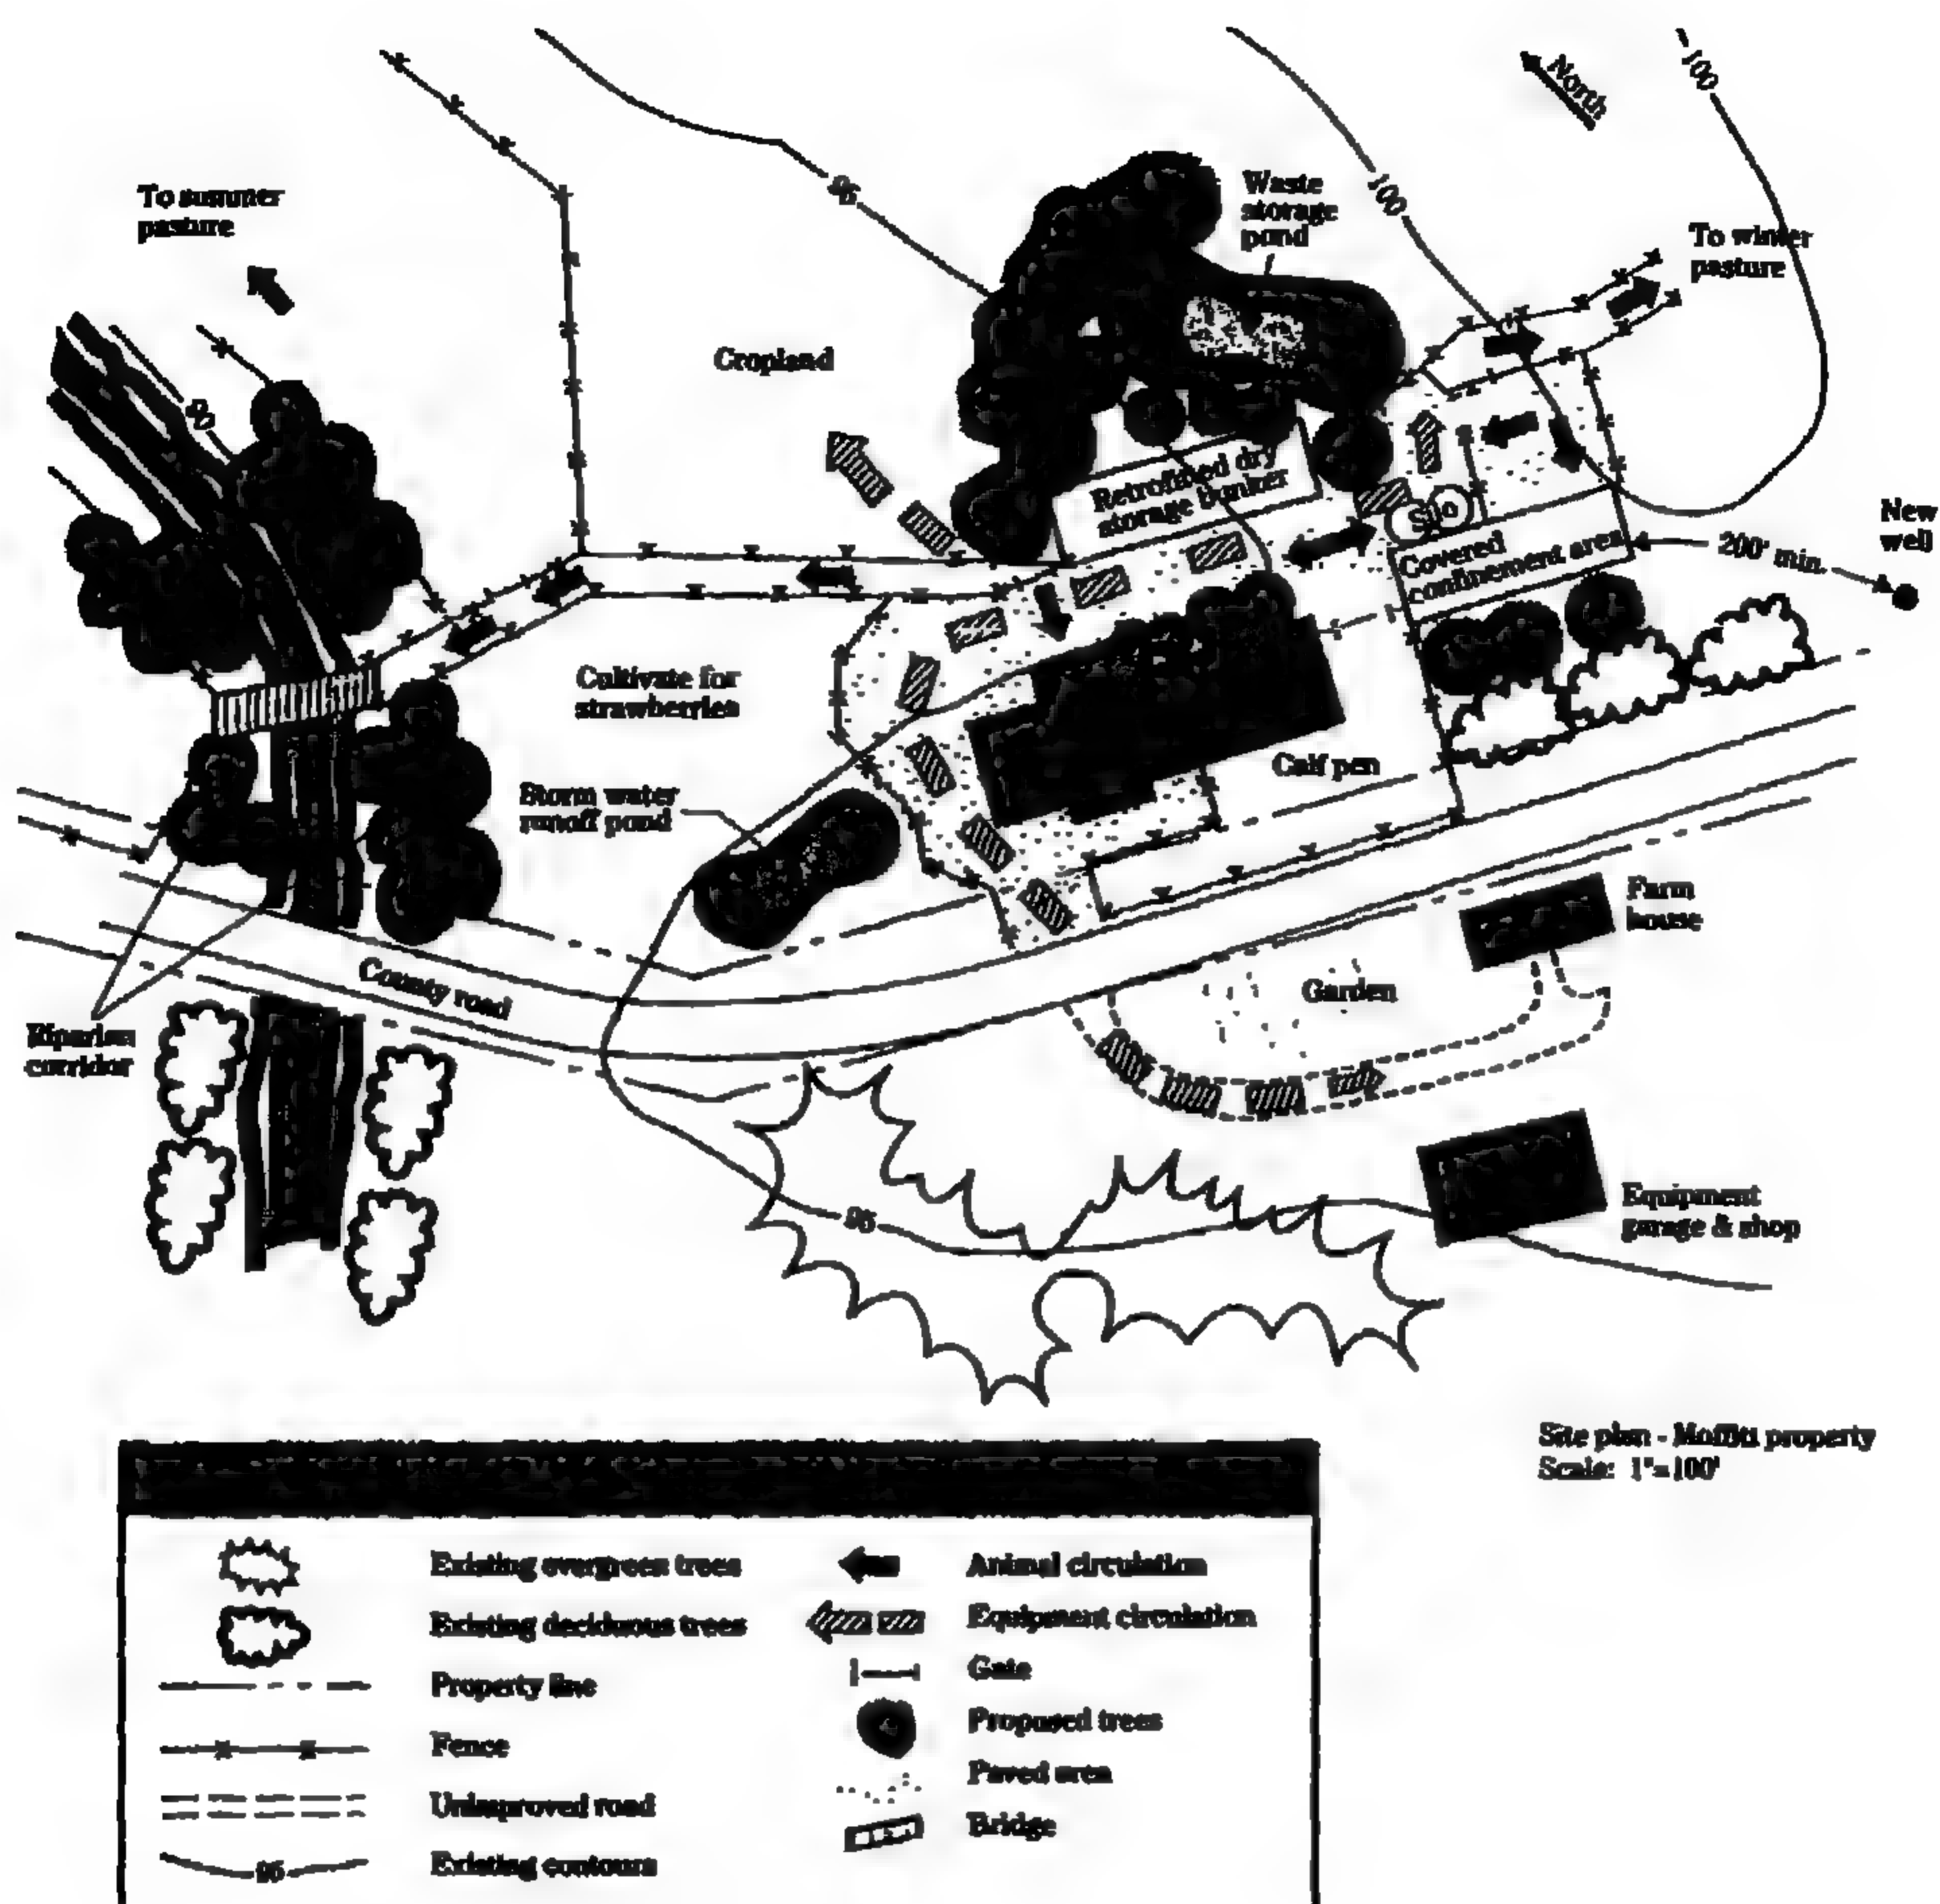 North
100
100
95
To summer
pasture
Waste
storage
pond
To winter
pasture
Cropland
Retrofitted dry
storage bunker
Silo
New
well
Covered
confinement area
200' min.
Cultivate for
strawberries
Calf pen
Storm water
runoff pond
Farm
house
County road
Garden
Riparian
corridor
95
Equipment
garage & shop
Site plan - Moffitt property
Scale: 1"=100'
Existing evergreen trees
Existing deciduous trees
Property line
Fence
Unimproved road
95
Existing contours
Animal circulation
Equipment circulation
Gate
Proposed trees
Paved area
Bridge